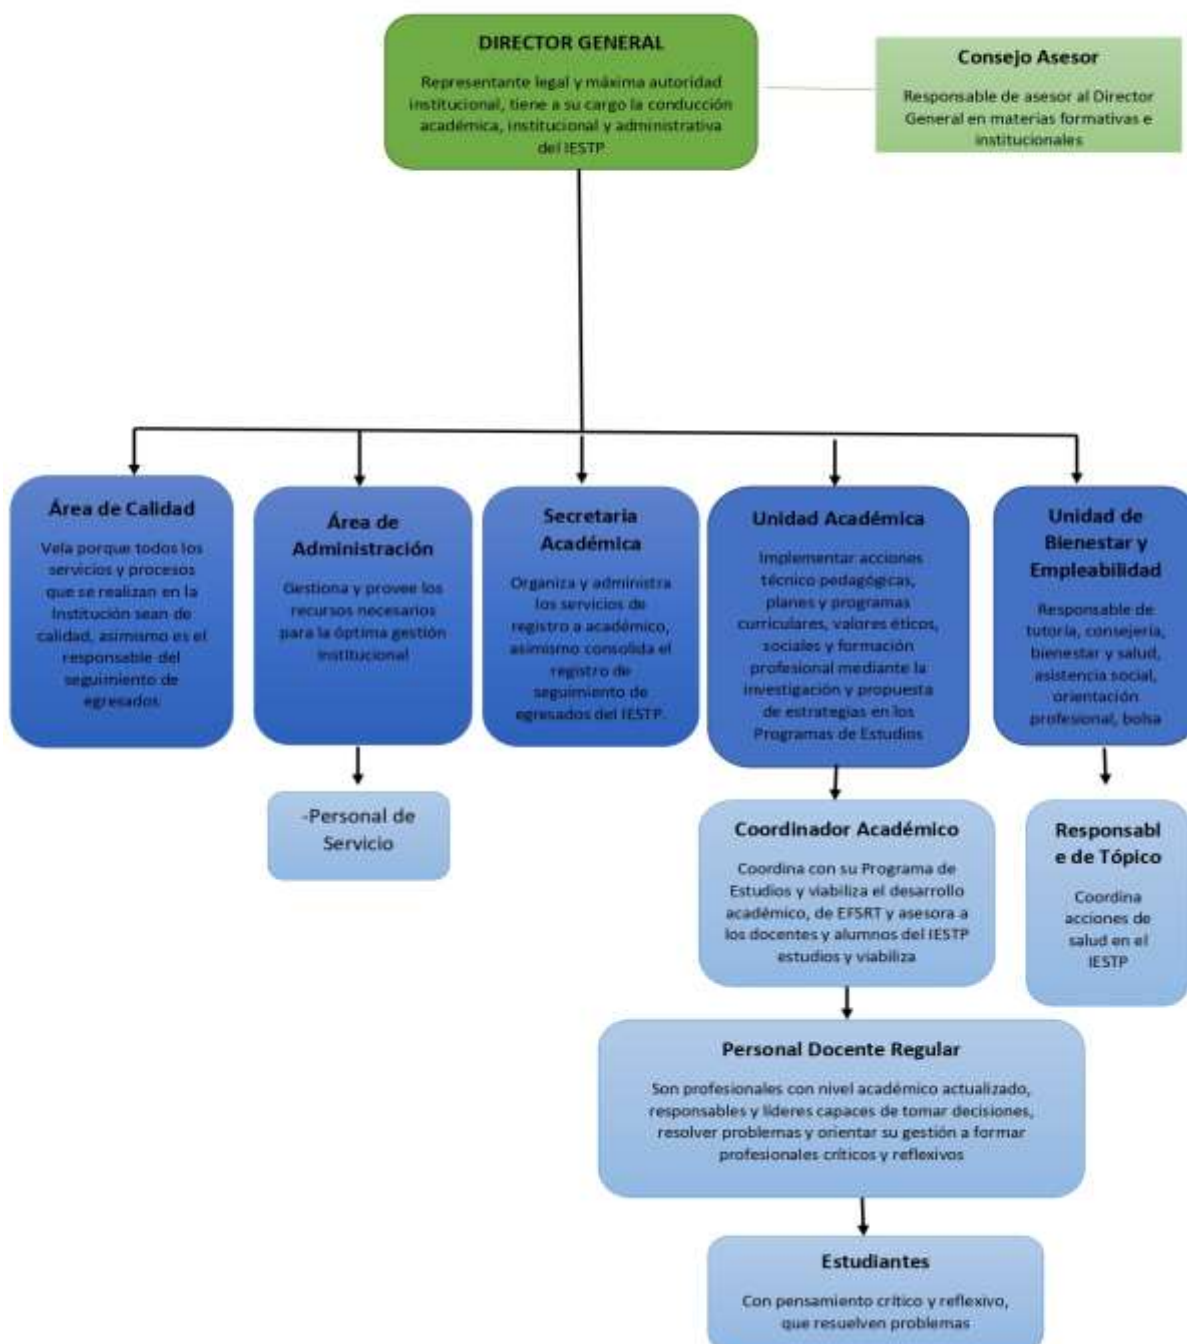 DIRECTOR GENERAL
Representante legal y máxima autoridad
institucional, tiene a su cargo la conducción
académica, institucional y administrativa
del IESTP
Consejo Asesor
Responsable de asesor al Director
General en materias formativas e
institucionales
Área de Calidad
Vela porque todos los
servicios y procesos
que se realizan en la
Institución sean de
calidad, asimismo es el
responsable del
seguimiento de
egresados
Área de
Administración
Gestiona y provee los
recursos necesarios
para la óptima gestión
institucional
Secretaria
Académica
Organiza y administra
los servicios de
registro a académico,
asimismo consolida el
registro de
seguimiento de
egresados del IESTP.
Unidad Académica
Implementar acciones
técnico pedagógicas,
planes y programas
curriculares, valores éticos,
sociales y formación
profesional mediante la
investigación y propuesta
de estrategias en los
Programas de Estudios
Unidad de
Bienestar y
Empleabilidad
Responsable de
tutoría, consejería,
bienestar y salud,
asistencia social,
orientación
profesional, bolsa
-Personal de
Servicio
Coordinador Académico
Coordina con su Programa de
Estudios y viabiliza el desarrollo
académico, de EFSRT y asesora a
los docentes y alumnos del IESTP
estudios y viabiliza
Responsabl
e de Tópico
Coordina
acciones de
salud en el
IESTP
Personal Docente Regular
Son profesionales con nivel académico actualizado,
responsables y líderes capaces de tomar decisiones,
resolver problemas y orientar su gestión a formar
profesionales críticos y reflexivos
Estudiantes
Con pensamiento crítico y reflexivo,
que resuelven problemas